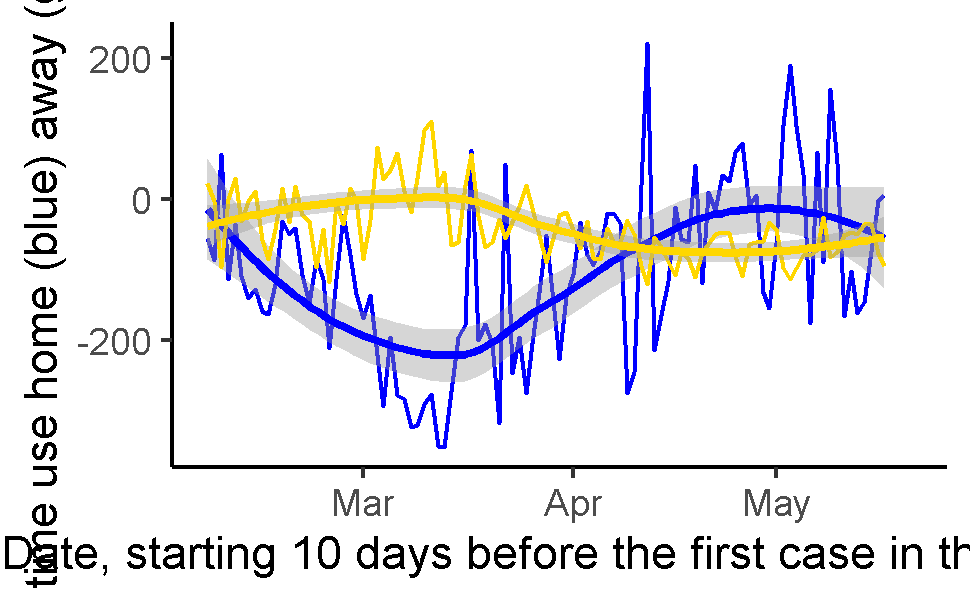 time use home (blue) away (
200
0
-200
Mar Apr May
Date, starting 10 days before the first case in th